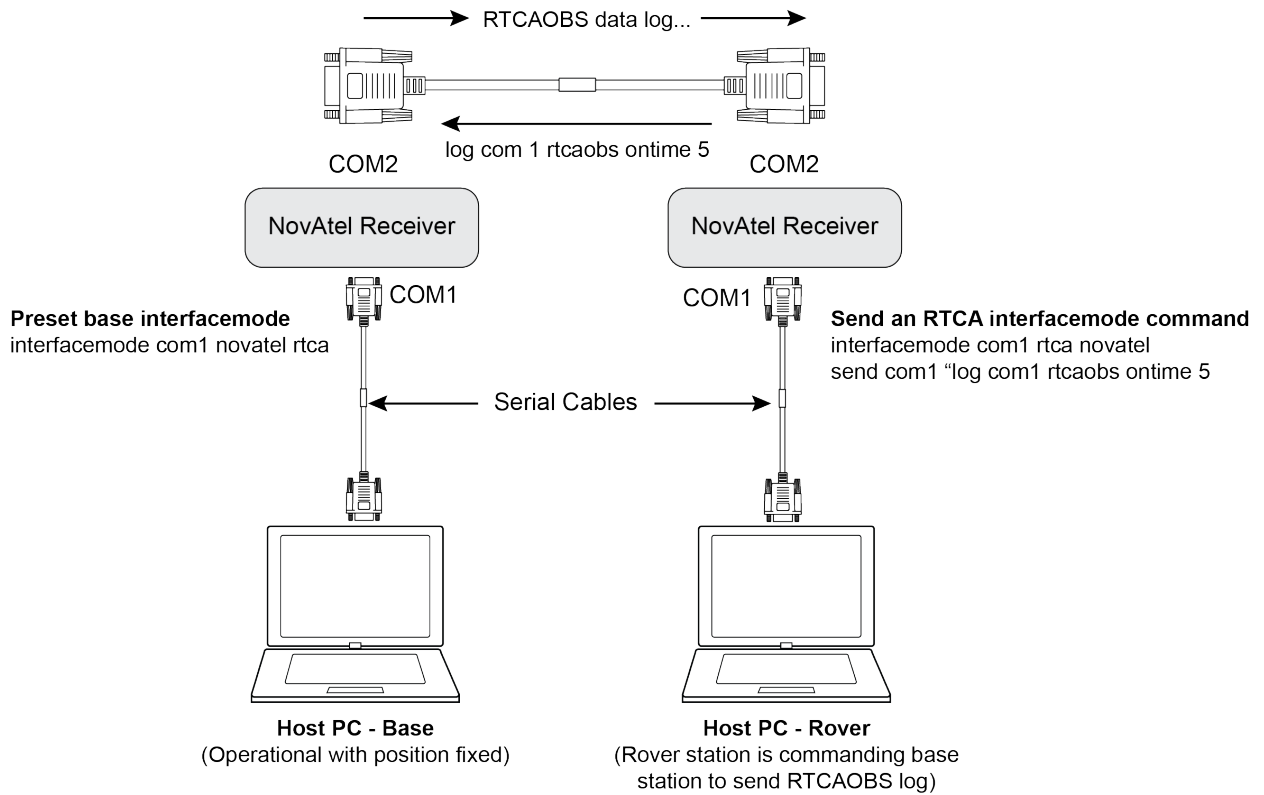 RTCAOBS data log...
log com 1 rtcaobs ontime 5
COM2
COM2
NovAtel Receiver
NovAtel Receiver
COM1
COM1
Preset base interfacemode
interfacemode com1 novatel rtca
Send an RTCA interfacemode command
interfacemode com1 rtca novatel
send com1 “log com1 rtcaobs ontime 5
Serial Cables
Host PC - Base
(Operational with position fixed)
Host PC - Rover
(Rover station is commanding base
station to send RTCAOBS log)